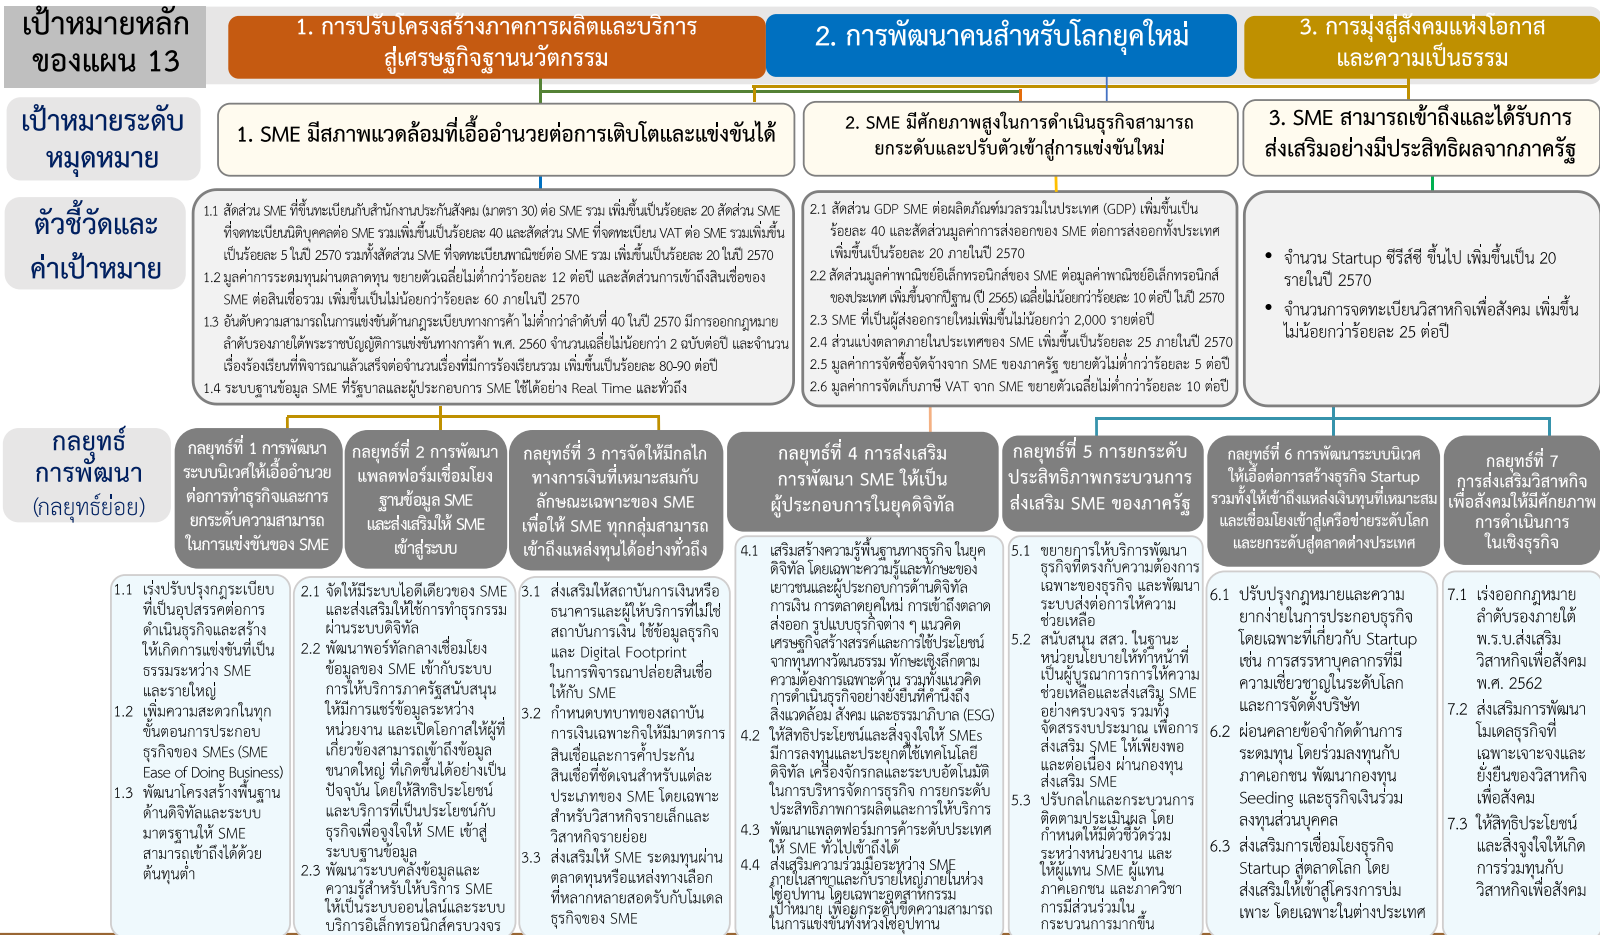 เป้าหมายหลัก
ของแผน 13
1. การปรับโครงสร้างภาคการผลิตและบริการ
สู่เศรษฐกิจฐานนวัตกรรม
2. การพัฒนาคนสำหรับโลกยุคใหม่
3. การมุ่งสู่สังคมแห่งโอกาส
และความเป็นธรรม
เป้าหมายระดับ
หมุดหมาย
1. SME มีสภาพแวดล้อมที่เอื้ออำนวยต่อการเติบโตและแข่งขันได้
2. SME มีศักยภาพสูงในการดำเนินธุรกิจสามารถ
ยกระดับและปรับตัวเข้าสู่การแข่งขันใหม่
3. SME สามารถเข้าถึงและได้รับการ
ส่งเสริมอย่างมีประสิทธิผลจากภาครัฐ
ตัวชี้วัดและ
ค่าเป้าหมาย
1.1 สัดส่วน SME ที่ขึ้นทะเบียนกับสำนักงานประกันสังคม (มาตรา 30) ต่อ SME รวม เพิ่มขึ้นเป็นร้อยละ 20 สัดส่วน SME
ที่จดทะเบียนนิติบุคคลต่อ SME รวมเพิ่มขึ้นเป็นร้อยละ 40 และสัดส่วน SME ที่จดทะเบียน VAT ต่อ SME รวมเพิ่มขึ้น
เป็นร้อยละ 5 ในปี 2570 รวมทั้งสัดส่วน SME ที่จดทะเบียนพาณิชย์ต่อ SME รวม เพิ่มขึ้นเป็นร้อยละ 20 ในปี 2570
1.2 มูลค่าการระดมทุนผ่านตลาดทุน ขยายตัวเฉลี่ยไม่ต่ำกว่าร้อยละ 12 ต่อปี และสัดส่วนการเข้าถึงสินเชื่อของ
SME ต่อสินเชื่อรวม เพิ่มขึ้นเป็นไม่น้อยกว่าร้อยละ 60 ภายในปี 2570
1.3 อันดับความสามารถในการแข่งขันด้านกฎระเบียบทางการค้า ไม่ต่ำกว่าลำดับที่ 40 ในปี 2570 มีการออกกฎหมาย
ลำดับรองภายใต้พระราชบัญญัติการแข่งขันทางการค้า พ.ศ. 2560 จำนวนเฉลี่ยไม่น้อยกว่า 2 ฉบับต่อปี และจำนวน
เรื่องร้องเรียนที่พิจารณาแล้วเสร็จต่อจำนวนเรื่องที่มีการร้องเรียนรวม เพิ่มขึ้นเป็นร้อยละ 80-90 ต่อปี
1.4 ระบบฐานข้อมูล SME ที่รัฐบาลและผู้ประกอบการ SME ใช้ได้อย่าง Real Time และทั่วถึง
2.1 สัดส่วน GDP SME ต่อผลิตภัณฑ์มวลรวมในประเทศ (GDP) เพิ่มขึ้นเป็น
ร้อยละ 40 และสัดส่วนมูลค่าการส่งออกของ SME ต่อการส่งออกทั้งประเทศ
เพิ่มขึ้นเป็นร้อยละ 20 ภายในปี 2570
2.2 สัดส่วนมูลค่าพาณิชย์อิเล็กทรอนิกส์ของ SME ต่อมูลค่าพาณิชย์อิเล็กทรอนิกส์
ของประเทศ เพิ่มขึ้นจากปีฐาน (ปี 2565) เฉลี่ยไม่น้อยกว่าร้อยละ 10 ต่อปี ในปี 2570
2.3 SME ที่เป็นผู้ส่งออกรายใหม่เพิ่มขึ้นไม่น้อยกว่า 2,000 รายต่อปี
2.4 ส่วนแบ่งตลาดภายในประเทศของ SME เพิ่มขึ้นเป็นร้อยละ 25 ภายในปี 2570
2.5 มูลค่าการจัดซื้อจัดจ้างจาก SME ของภาครัฐ ขยายตัวไม่ต่ำกว่าร้อยละ 5 ต่อปี
2.6 มูลค่าการจัดเก็บภาษี VAT จาก SME ขยายตัวเฉลี่ยไม่ต่ำกว่าร้อยละ 10 ต่อปี
• จำนวน Startup ซีรีส์ซี ขึ้นไป เพิ่มขึ้นเป็น 20
รายในปี 2570
• จำนวนการจดทะเบียนวิสาหกิจเพื่อสังคม เพิ่มขึ้น
ไม่น้อยกว่าร้อยละ 25 ต่อปี
กลยุทธ์
การพัฒนา
(กลยุทธ์ย่อย)
กลยุทธ์ที่ 1 การพัฒนา
ระบบนิเวศให้เอื้ออำนวย
ต่อการทำธุรกิจและการ
ยกระดับความสามารถ
ในการแข่งขันของ SME
1.1 เร่งปรับปรุงกฎระเบียบ
ที่เป็นอุปสรรคต่อการ
ดำเนินธุรกิจและสร้าง
ให้เกิดการแข่งขันที่เป็น
ธรรมระหว่าง SME
และรายใหญ่
1.2 เพิ่มความสะดวกในทุก
ขั้นตอนการประกอบ
ธุรกิจของ SMEs (SME
Ease of Doing Business)
1.3 พัฒนาโครงสร้างพื้นฐาน
ด้านดิจิทัลและระบบ
มาตรฐานให้ SME
สามารถเข้าถึงได้ด้วย
ต้นทุนต่ำ
กลยุทธ์ที่ 2 การพัฒนา
แพลตฟอร์มเชื่อมโยง
ฐานข้อมูล SME
และส่งเสริมให้ SME
เข้าสู่ระบบ
2.1 จัดให้มีระบบไอดีเดียวของ SME
และส่งเสริมให้ใช้การทำธุรกรรม
ผ่านระบบดิจิทัล
2.2 พัฒนาพอร์ทัลกลางเชื่อมโยง
ข้อมูลของ SME เข้ากับระบบ
การให้บริการภาครัฐสนับสนุน
ให้มีการแชร์ข้อมูลระหว่าง
หน่วยงาน และเปิดโอกาสให้ผู้ที่
เกี่ยวข้องสามารถเข้าถึงข้อมูล
ขนาดใหญ่ ที่เกิดขึ้นได้อย่างเป็น
ปัจจุบัน โดยให้สิทธิประโยชน์
และบริการที่เป็นประโยชน์กับ
ธุรกิจเพื่อจูงใจให้ SME เข้าสู่
ระบบฐานข้อมูล
2.3 พัฒนาระบบคลังข้อมูลและ
ความรู้สำหรับให้บริการ SME
ให้เป็นระบบออนไลน์และระบบ
บริการอิเล็กทรอนิกส์ครบวงจร
กลยุทธ์ที่ 3 การจัดให้มีกลไก
ทางการเงินที่เหมาะสมกับ
ลักษณะเฉพาะของ SME
เพื่อให้ SME ทุกกลุ่มสามารถ
เข้าถึงแหล่งทุนได้อย่างทั่วถึง
3.1 ส่งเสริมให้สถาบันการเงินหรือ
ธนาคารและผู้ให้บริการที่ไม่ใช่
สถาบันการเงิน ใช้ข้อมูลธุรกิจ
และ Digital Footprint
ในการพิจารณาปล่อยสินเชื่อ
ให้กับ SME
3.2 กำหนดบทบาทของสถาบัน
การเงินเฉพาะกิจให้มีมาตรการ
สินเชื่อและการค้ำประกัน
สินเชื่อที่ชัดเจนสำหรับแต่ละ
ประเภทของ SME โดยเฉพาะ
สำหรับวิสาหกิจรายเล็กและ
วิสาหกิจรายย่อย
3.3 ส่งเสริมให้ SME ระดมทุนผ่าน
ตลาดทุนหรือแหล่งทางเลือก
ที่หลากหลายสอดรับกับโมเดล
ธุรกิจของ SME
กลยุทธ์ที่ 4 การส่งเสริม
การพัฒนา SME ให้เป็น
ผู้ประกอบการในยุคดิจิทัล
4.1 เสริมสร้างความรู้พื้นฐานทางธุรกิจ ในยุค
ดิจิทัล โดยเฉพาะความรู้และทักษะของ
เยาวชนและผู้ประกอบการด้านดิจิทัล
การเงิน การตลาดยุคใหม่ การเข้าถึงตลาด
ส่งออก รูปแบบธุรกิจต่าง ๆ แนวคิด
เศรษฐกิจสร้างสรรค์และการใช้ประโยชน์
จากทุนทางวัฒนธรรม ทักษะเชิงลึกตาม
ความต้องการเฉพาะด้าน รวมทั้งแนวคิด
การดำเนินธุรกิจอย่างยั่งยืนที่คำนึงถึง
สิ่งแวดล้อม สังคม และธรรมาภิบาล (ESG)
4.2 ให้สิทธิประโยชน์และสิ่งจูงใจให้ SMEs
มีการลงทุนและประยุกต์ใช้เทคโนโลยี
ดิจิทัล เครื่องจักรกลและระบบอัตโนมัติ
ในการบริหารจัดการธุรกิจ การยกระดับ
ประสิทธิภาพการผลิตและการให้บริการ
4.3 พัฒนาแพลตฟอร์มการค้าระดับประเทศ
ให้ SME ทั่วไปเข้าถึงได้
4.4 ส่งเสริมความร่วมมือระหว่าง SME
ภายในสาขาและกับรายใหญ่ภายในห่วง
โซ่อุปทาน โดยเฉพาะอุตสาหกรรม
เป้าหมาย เพื่อยกระดับขีดความสามารถ
ในการแข่งขันทั้งห่วงโซ่อุปทาน
กลยุทธ์ที่ 5 การยกระดับ
ประสิทธิภาพกระบวนการ
ส่งเสริม SME ของภาครัฐ
5.1 ขยายการให้บริการพัฒนา
ธุรกิจที่ตรงกับความต้องการ
เฉพาะของธุรกิจ และพัฒนา
ระบบส่งต่อการให้ความ
ช่วยเหลือ
5.2 สนับสนุน สสว. ในฐานะ
หน่วยนโยบายให้ทำหน้าที่
เป็นผู้บูรณาการการให้ความ
ช่วยเหลือและส่งเสริม SME
อย่างครบวงจร รวมทั้ง
จัดสรรงบประมาณ เพื่อการ
ส่งเสริม SME ให้เพียงพอ
และต่อเนื่อง ผ่านกองทุน
ส่งเสริม SME
5.3 ปรับกลไกและกระบวนการ
ติดตามประเมินผล โดย
กำหนดให้มีตัวชี้วัดร่วม
ระหว่างหน่วยงาน และ
ให้ผู้แทน SME ผู้แทน
ภาคเอกชน และภาควิชา
การมีส่วนร่วมใน
กระบวนการมากขึ้น
กลยุทธ์ที่ 6 การพัฒนาระบบนิเวศ
ให้เอื้อต่อการสร้างธุรกิจ Startup
รวมทั้งให้เข้าถึงแหล่งเงินทุนที่เหมาะสม
และเชื่อมโยงเข้าสู่เครือข่ายระดับโลก
และยกระดับสู่ตลาดต่างประเทศ
6.1 ปรับปรุงกฎหมายและความ
ยากง่ายในการประกอบธุรกิจ
โดยเฉพาะที่เกี่ยวกับ Startup
เช่น การสรรหาบุคลากรที่มี
ความเชี่ยวชาญในระดับโลก
และการจัดตั้งบริษัท
6.2 ผ่อนคลายข้อจำกัดด้านการ
ระดมทุน โดยร่วมลงทุนกับ
ภาคเอกชน พัฒนากองทุน
Seeding และธุรกิจเงินร่วม
ลงทุนส่วนบุคคล
6.3 ส่งเสริมการเชื่อมโยงธุรกิจ
Startup สู่ตลาดโลก โดย
ส่งเสริมให้เข้าสู่โครงการบ่ม
เพาะ โดยเฉพาะในต่างประเทศ
กลยุทธ์ที่ 7
การส่งเสริมวิสาหกิจ
เพื่อสังคมให้มีศักยภาพ
การดำเนินการ
ในเชิงธุรกิจ
7.1 เร่งออกกฎหมาย
ลำดับรองภายใต้
พ.ร.บ.ส่งเสริม
วิสาหกิจเพื่อสังคม
พ.ศ. 2562
7.2 ส่งเสริมการพัฒนา
โมเดลธุรกิจที่
เฉพาะเจาะจงและ
ยั่งยืนของวิสาหกิจ
เพื่อสังคม
7.3 ให้สิทธิประโยชน์
และสิ่งจูงใจให้เกิด
การร่วมทุนกับ
วิสาหกิจเพื่อสังคม